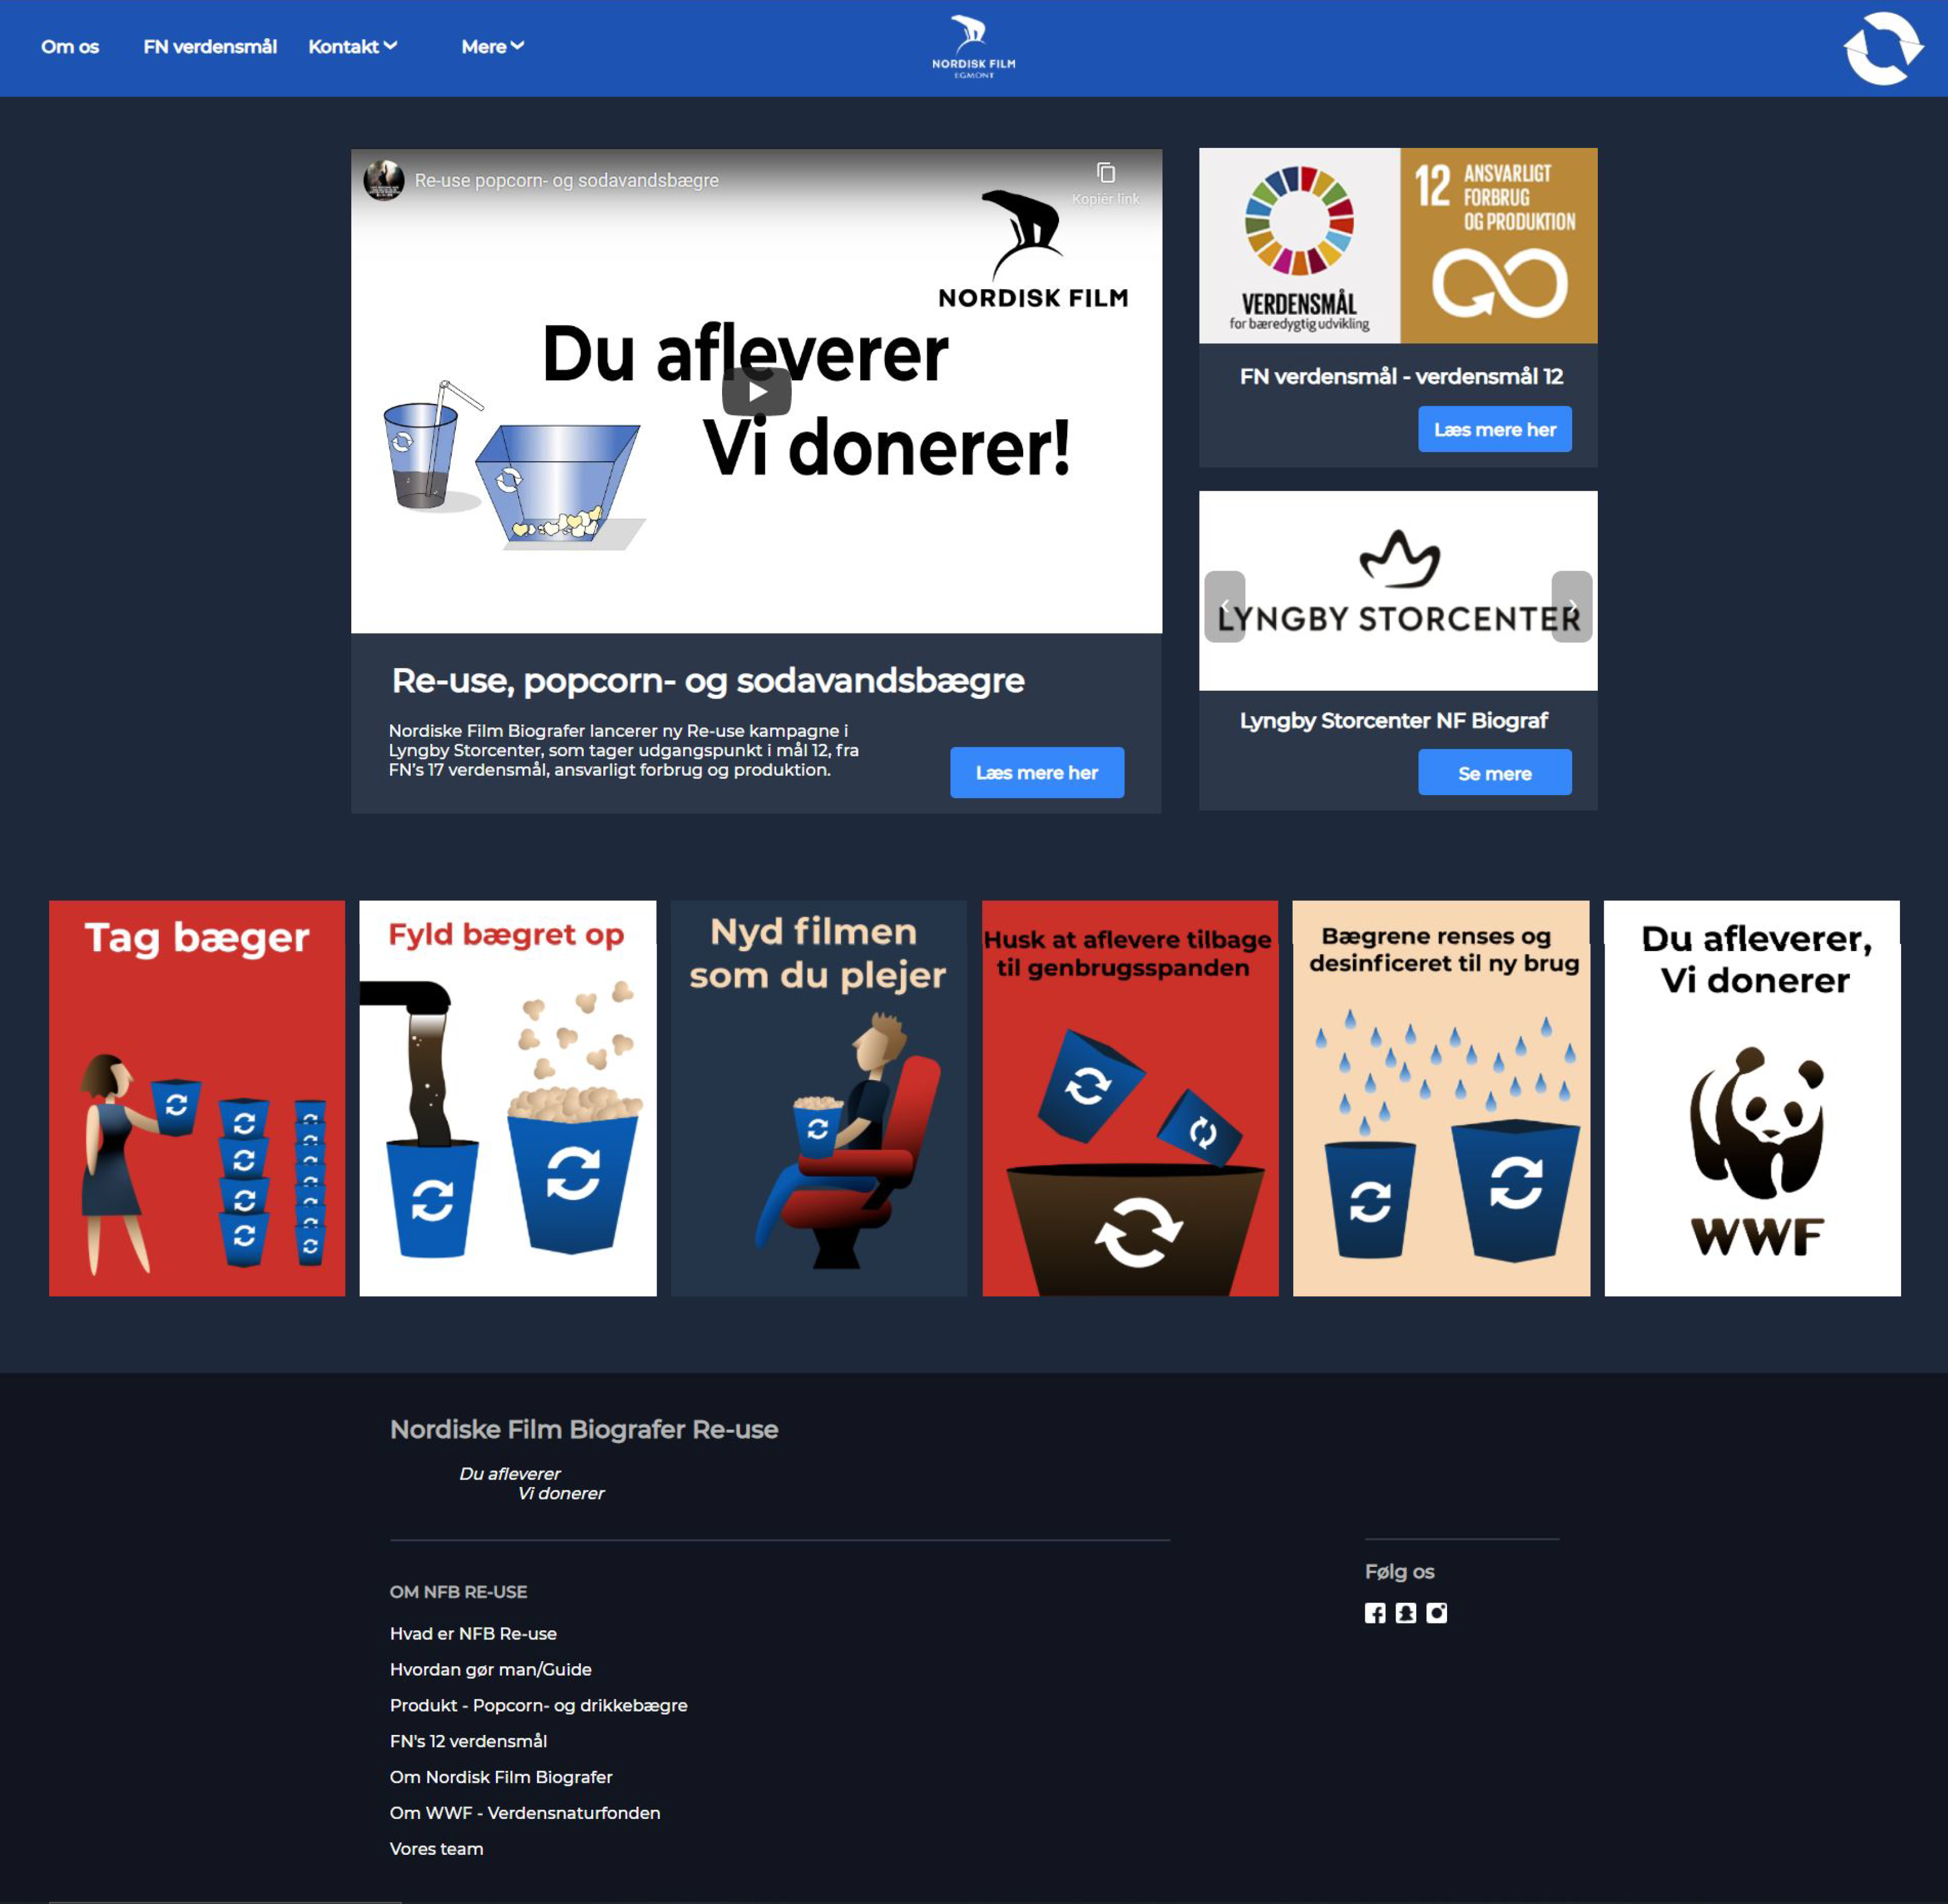 Om os
FN verdensmål
Kontakt
Mere
NORDISK FILM
EGMONT
Re-use popcorn- og sodavandsbægre
Kopiér link
NORDISK FILM
Du afleverer
Vi donerer!
Re-use, popcorn- og sodavandsbægre
Nordiske Film Biografer lancerer ny Re-use kampagne i
Lyngby Storcenter, som tager udgangspunkt i mål 12, fra
FN's 17 verdensmål, ansvarligt forbrug og produktion.
Læs mere her
VERDENSMÅL
for bæredygtig udvikling
12 ANSVARLIGT
FORBRUG
OG PRODUKTION
FN verdensmål - verdensmål 12
Læs mere her
LYNGBY STORCENTER
Lyngby Storcenter NF Biograf
Se mere
Tag bæger
Fyld bægret op
Nyd filmen
som du plejer
Husk at aflevere tilbage
til genbrugsspanden
Bægrene renses og
desinficeret til ny brug
Du afleverer,
Vi donerer
WWF
Nordiske Film Biografer Re-use
Du afleverer
Vi donerer
OM NFB RE-USE
Hvad er NFB Re-use
Hvordan gør man/Guide
Produkt - Popcorn- og drikkebægre
FN's 12 verdensmål
Om Nordisk Film Biografer
Om WWF - Verdensnaturfonden
Vores team
Følg os